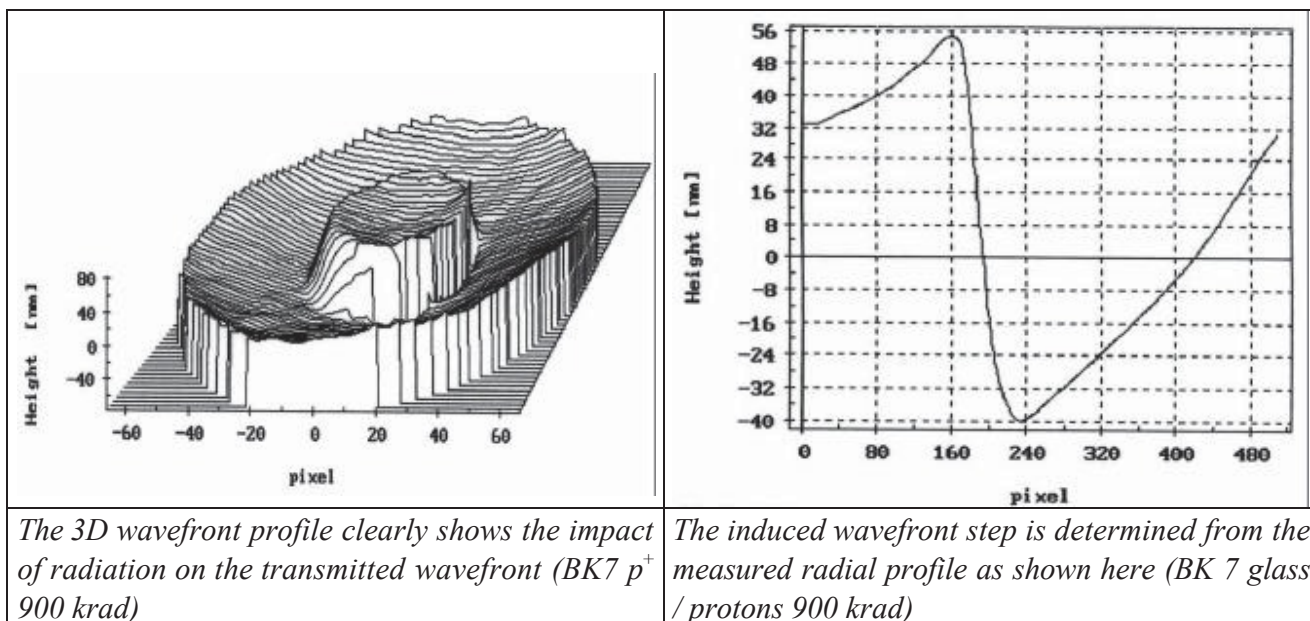 80
40
0
-40
Height [nm]
-60 -40 -20 0 20 40 60
pixel
56
48
40
32
24
16
8
0
-8
-16
-24
-32
-40
Height [nm]
0 80 160 240 320 400 480
pixel
The 3D wavefront profile clearly shows the impact
of radiation on the transmitted wavefront (BK7 p+
900 krad)
The induced wavefront step is determined from the
measured radial profile as shown here (BK 7 glass
/ protons 900 krad)